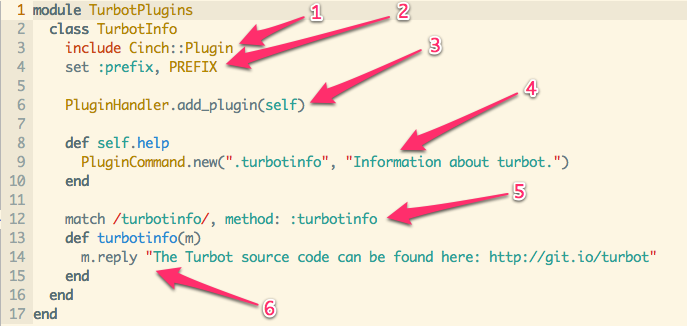 1 module TurbotPlugins
2   class TurbotInfo 1 2
3     include Cinch::Plugin
4     set :prefix, PREFIX 3
5
6     PluginHandler.add_plugin(self)
7 4
8     def self.help
9       PluginCommand.new(".turbotinfo", "Information about turbot.")
10     end
11 5
12     match /turbotinfo/, method: :turbotinfo
13     def turbotinfo(m)
14       m.reply "The Turbot source code can be found here: http://git.io/turbot"
15     end 6
16   end
17 end